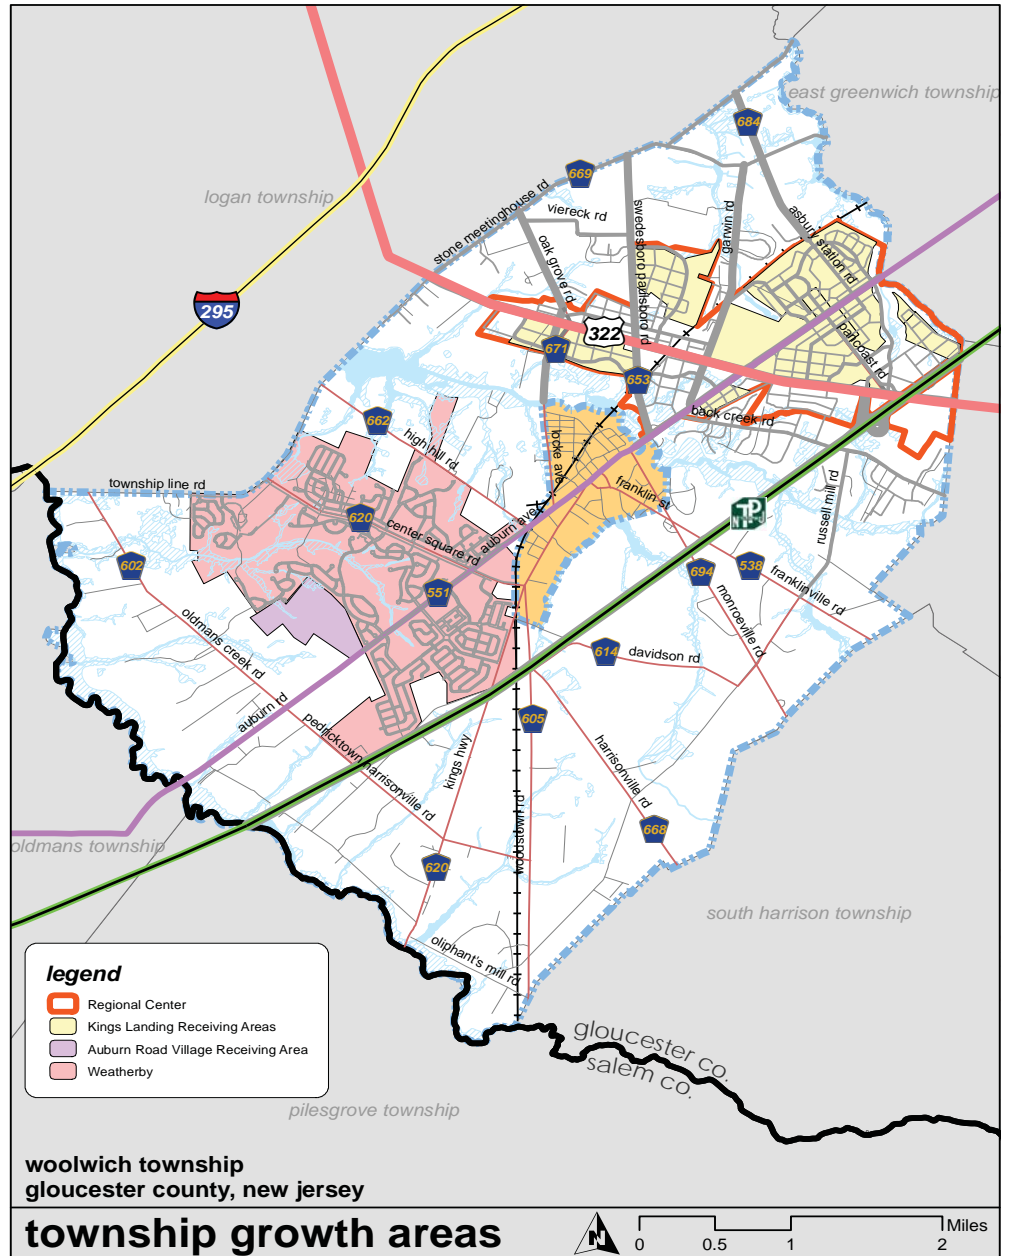 east greenwich township
684
669
logan township
stone meetinghouse rd
viereck rd
swedesboro paulsboro rd
garwin rd
asbury station rd
oak grove rd
295
322
671
pancoast rd
653
662
high hill rd
back creek rd
locke ave
township line rd
franklin st
russell mill rd
620
center square rd
auburn ave
NJTP
602
551
694
538
franklinville rd
monroeville rd
oldmans creek rd
614
davidson rd
auburn rd
pedricktown harrisonville rd
605
kings hwy
harrisonville rd
woodstown rd
668
oldmans township
620
south harrison township
oliphant's mill rd
legend
Regional Center
Kings Landing Receiving Areas
Auburn Road Village Receiving Area
Weatherby
gloucester co.
salem co.
pilesgrove township
woolwich township
gloucester county, new jersey
township growth areas
N
Miles
0 0.5 1 2